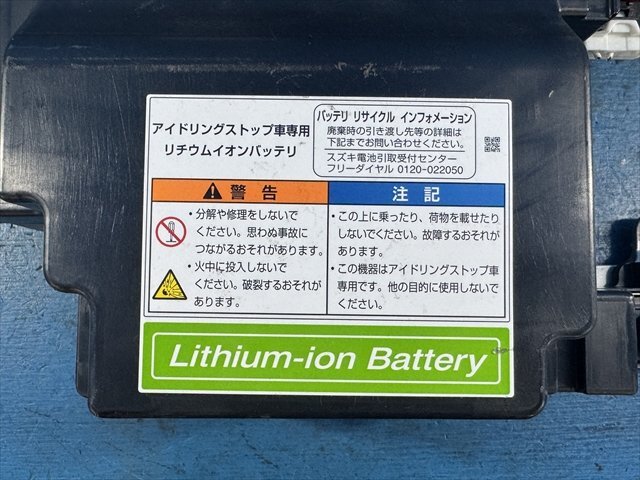 アイドリングストップ車専用
リチウムイオンバッテリ
バッテリ リサイクル インフォメーション
廃棄時の引き渡し先等の詳細は
下記までお問い合わせください。
スズキ電池引取受付センター
フリーダイヤル 0120-022050
警告
・分解や修理をしないで
ください。思わぬ事故に
つながるおそれがあります。
・火中に投入しないで
ください。破裂するおそれが
あります。
注記
・この上に乗ったり、荷物を載せたり
しないでください。故障するおそれが
あります。
・この機器はアイドリングストップ車
専用です。他の目的に使用しないで
ください。
Lithium-ion Battery